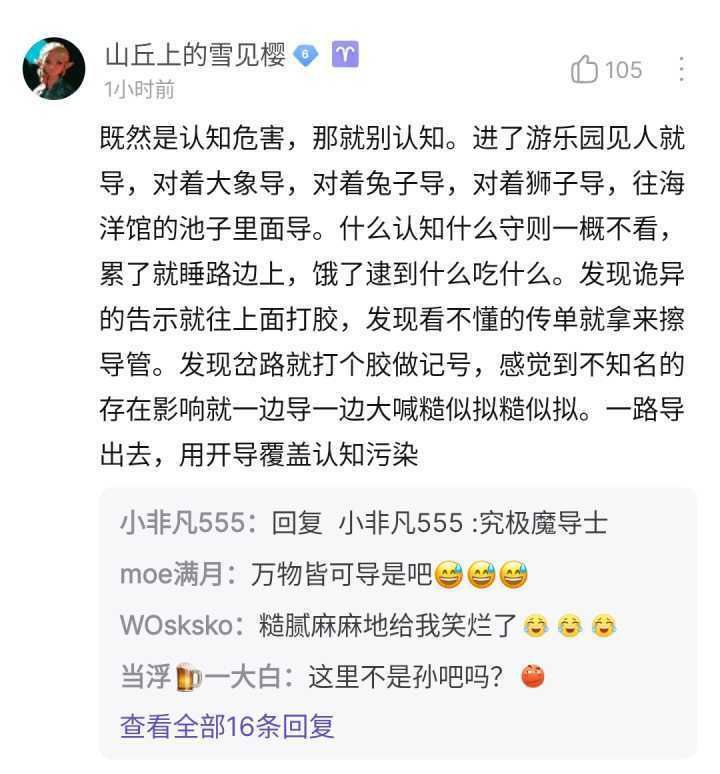 山丘上的雪见樱 6
1小时前
105
既然是认知危害，那就别认知。进了游乐园见人就
导，对着大象导，对着兔子导，对着狮子导，往海
洋馆的池子里面导。什么认知什么守则一概不看，
累了就睡路边上，饿了逮到什么吃什么。发现诡异
的告示就往上面打胶，发现看不懂的传单就拿来擦
导管。发现岔路就打个胶做记号，感觉到不知名的
存在影响就一边导一边大喊糙似拟糙似拟。一路导
出去，用开导覆盖认知污染
小非凡555：回复 小非凡555 :究极魔导士
moe满月：万物皆可导是吧😅😅😅
WOsksko：糙腻麻麻地给我笑烂了😂😂😂
当浮🍺一大白：这里不是孙吧吗？
查看全部16条回复